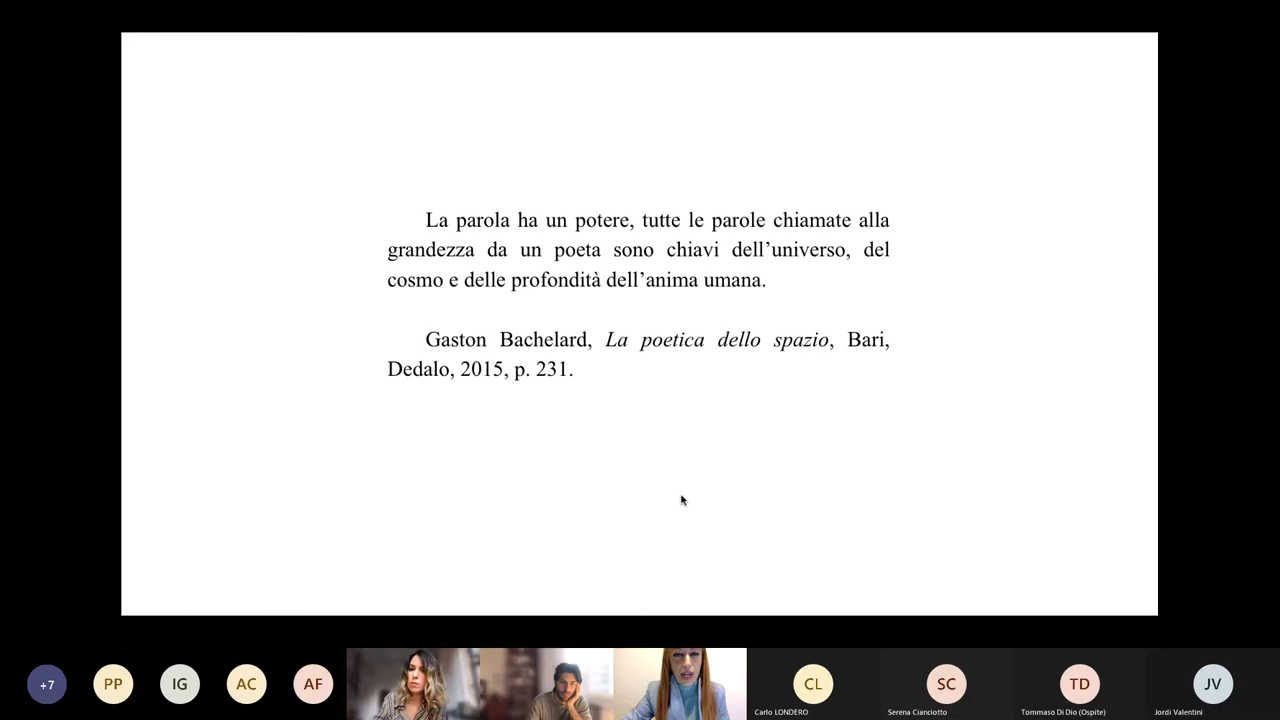 La parola ha un potere, tutte le parole chiamate alla
grandezza da un poeta sono chiavi dell’universo, del
cosmo e delle profondità dell’anima umana.
Gaston Bachelard, La poetica dello spazio, Bari,
Dedalo, 2015, p. 231.
+7
PP
IG
AC
AF
CL
SC
TD
JV
Carlo LONDERO
Serena Cianciotto
Tommaso Di Dio (Ospite)
Jordi Valentini